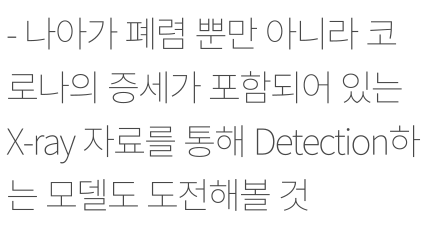 - 나아가 폐렴 뿐만 아니라 코
로나의 증세가 포함되어 있는
X-ray 자료를 통해 Detection하
는 모델도 도전해볼 것